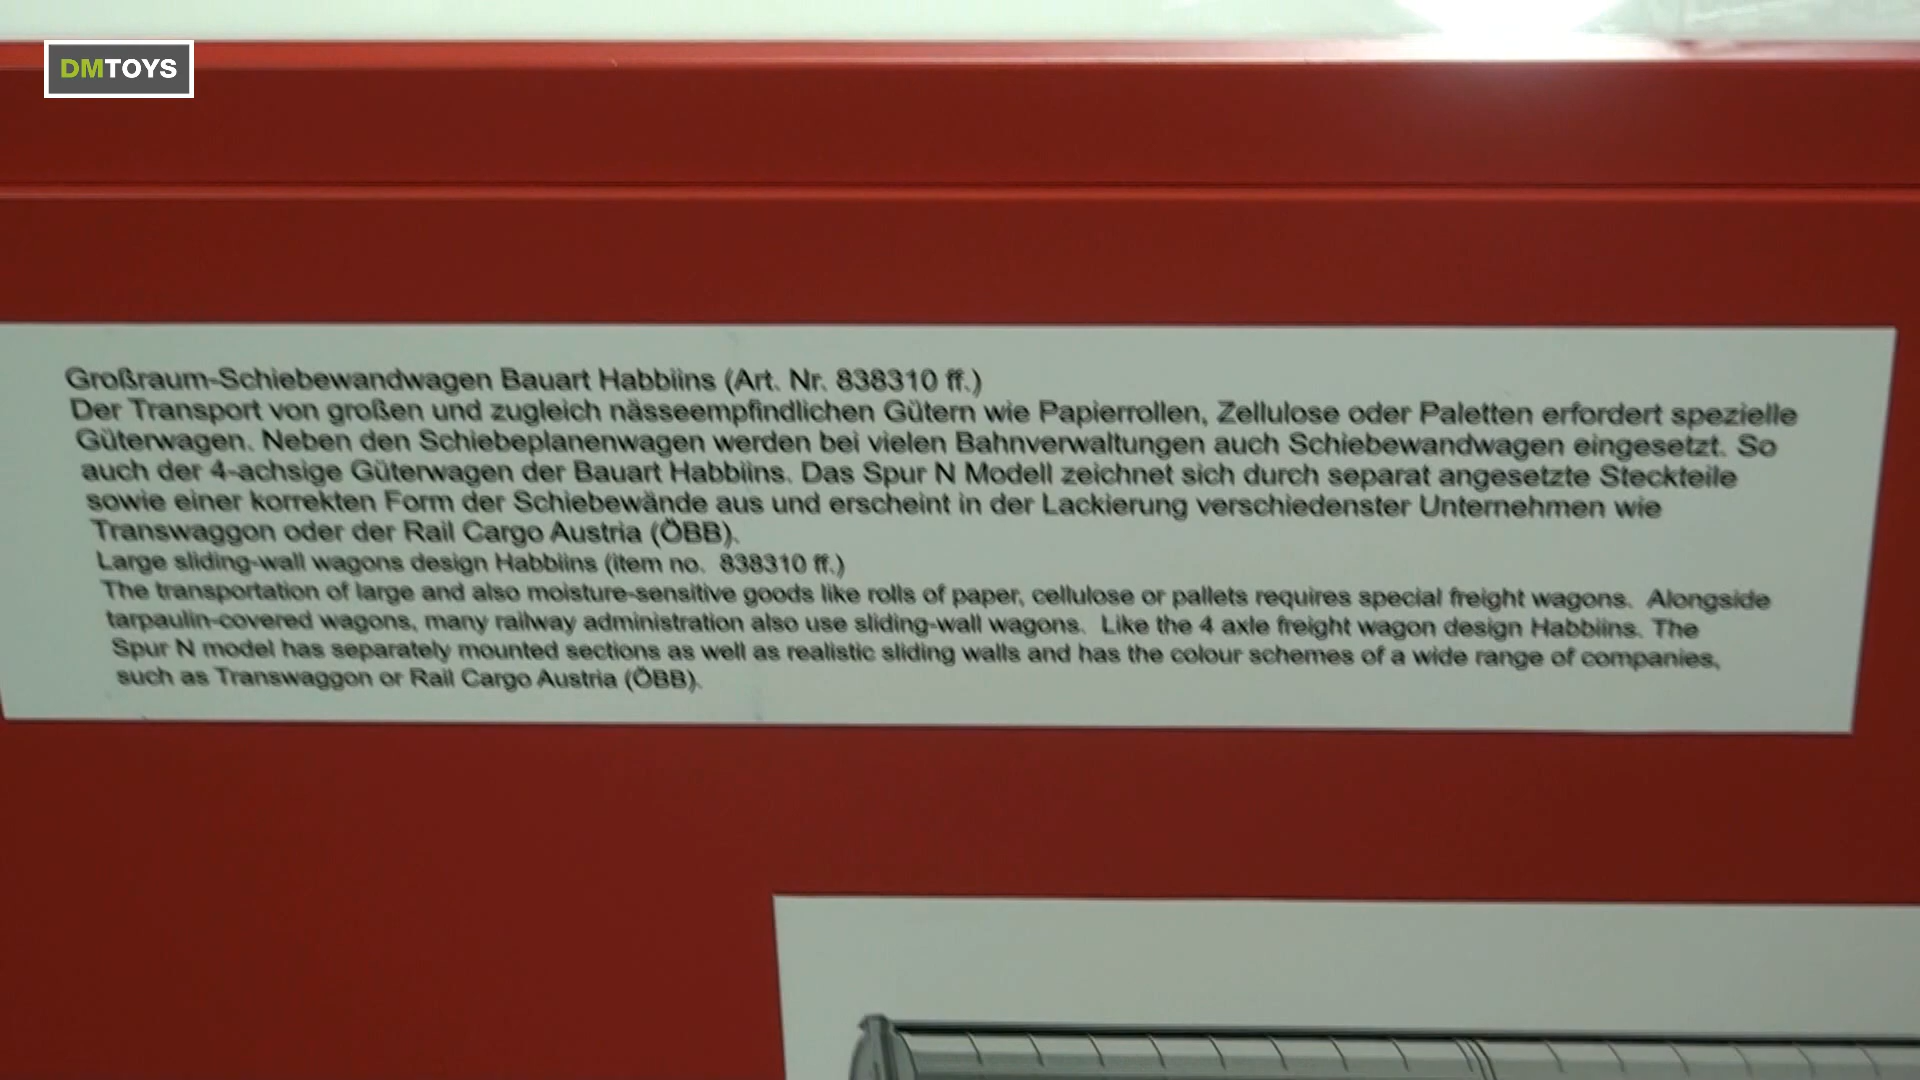 DMTOYS
Großraum-Schiebewandwagen Bauart Habbiins (Art. Nr. 838310 ff.)
Der Transport von großen und zugleich nässeempfindlichen Gütern wie Papierrollen, Zellulose oder Paletten erfordert spezielle
Güterwagen. Neben den Schiebeplanenwagen werden bei vielen Bahnverwaltungen auch Schiebewandwagen eingesetzt. So
auch der 4-achsige Güterwagen der Bauart Habbiins. Das Spur N Modell zeichnet sich durch separat angesetzte Steckteile
sowie einer korrekten Form der Schiebewände aus und erscheint in der Lackierung verschiedenster Unternehmen wie
Transwaggon oder der Rail Cargo Austria (ÖBB).
Large sliding-wall wagons design Habbiins (item no. 838310 ff.)
The transportation of large and also moisture-sensitive goods like rolls of paper, cellulose or pallets requires special freight wagons. Alongside
tarpaulin-covered wagons, many railway administration also use sliding-wall wagons. Like the 4 axle freight wagon design Habbiins. The
Spur N model has separately mounted sections as well as realistic sliding walls and has the colour schemes of a wide range of companies,
such as Transwaggon or Rail Cargo Austria (ÖBB).